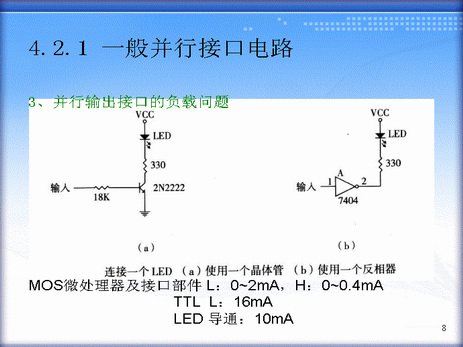 4.2.1 一般并行接口电路
3、并行输出接口的负载问题
VCC
LED
330
输入
18K
2N2222
(a)
VCC
LED
330
输入
1
A
2
7404
(b)
连接一个 LED (a)使用一个晶体管 (b)使用一个反相器
MOS微处理器及接口部件 L：0~2mA，H：0~0.4mA
TTL L：16mA
LED 导通：10mA
8